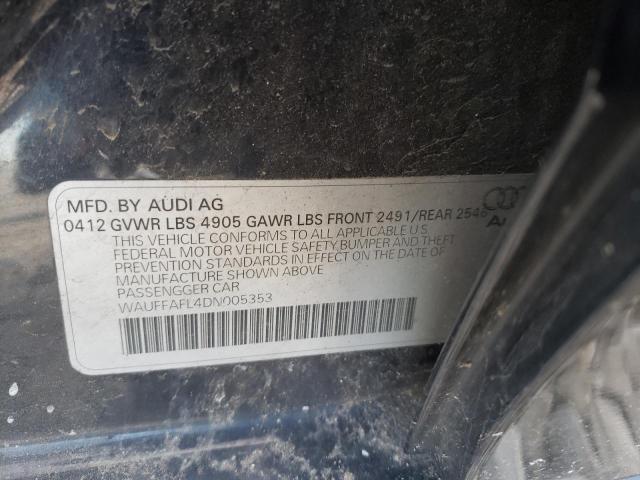 MFD. BY AUDI AG
0412 GVWR LBS 4905 GAWR LBS FRONT 2491/REAR 2546
THIS VEHICLE CONFORMS TO ALL APPLICABLE U.S
FEDERAL MOTOR VEHICLE SAFETY,BUMPER AND THEFT
PREVENTION STANDARDS IN EFFECT ON THE DATE OF
MANUFACTURE SHOWN ABOVE
PASSENGGER CAR
WAUFFAFL4DN005353